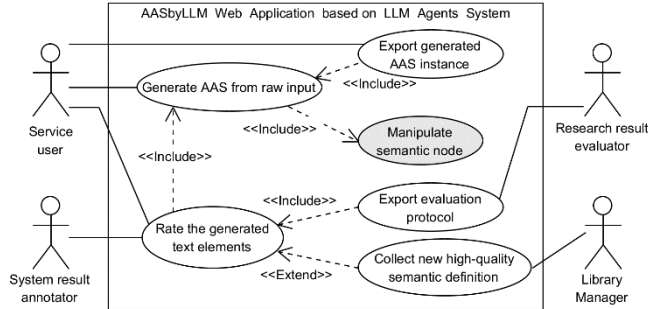 AASbyLLM Web Application based on LLM Agents System
Export generated
AAS instance
Generate AAS from raw input
<<Include>>
<<Include>>
Manipulate
semantic node
Service
user
Research result
evaluator
<<Include>>
<<Include>>
Export evaluation
protocol
Rate the generated
text elements
<<Extend>>
Collect new high-quality
semantic definition
System result
annotator
Library
Manager